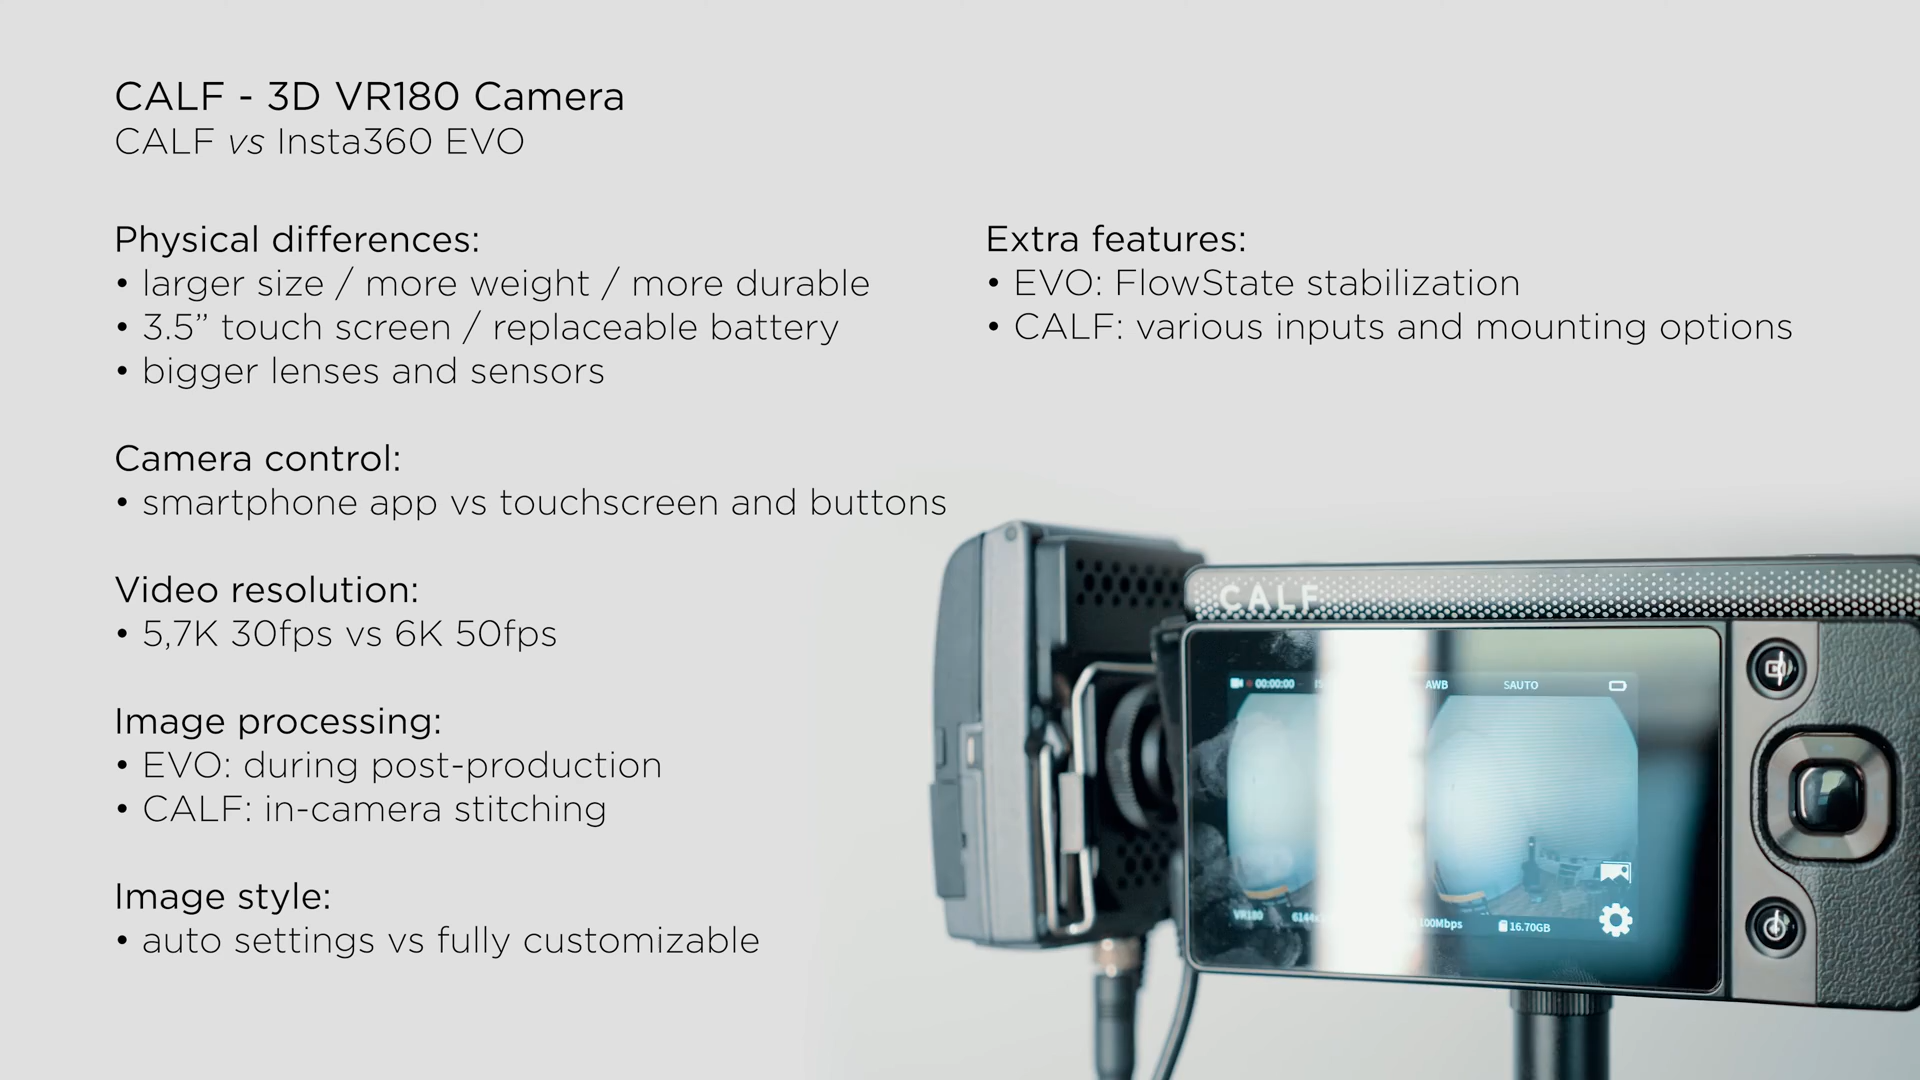 CALF - 3D VR180 Camera
CALF vs Insta360 EVO
Physical differences:
• larger size / more weight / more durable
• 3.5” touch screen / replaceable battery
• bigger lenses and sensors
Camera control:
• smartphone app vs touchscreen and buttons
Video resolution:
• 5,7K 30fps vs 6K 50fps
Image processing:
• EVO: during post-production
• CALF: in-camera stitching
Image style:
• auto settings vs fully customizable
Extra features:
• EVO: FlowState stabilization
• CALF: various inputs and mounting options
CALF
00:00:00 AWB SAUTO
VR180 100Mbps 16.70GB